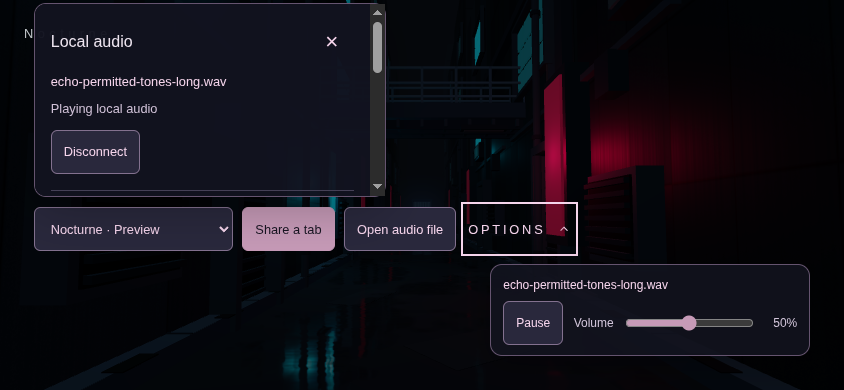 N
Local audio
echo-permitted-tones-long.wav
Playing local audio
Disconnect
Nocturne · Preview
Share a tab
Open audio file
OPTIONS
echo-permitted-tones-long.wav
Pause
Volume
50%